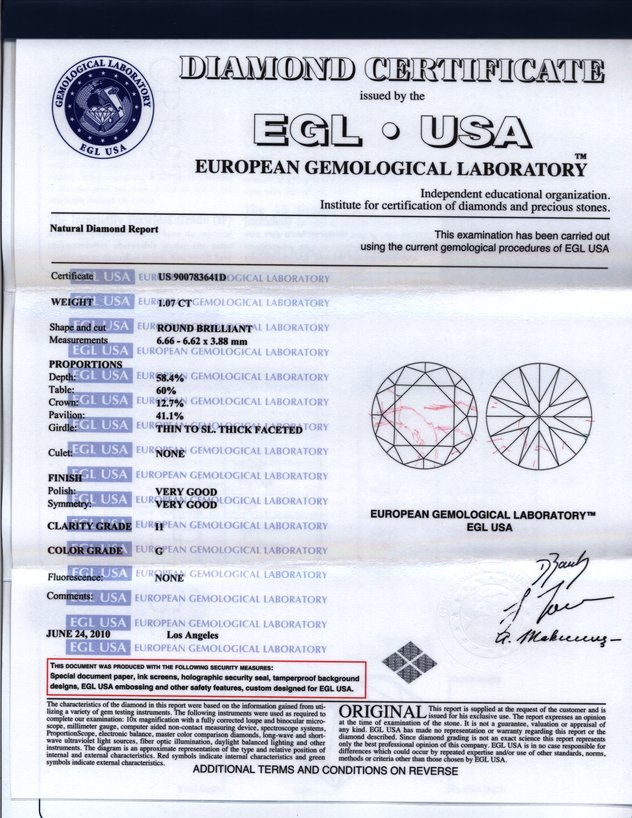 GEMOLOGICAL LABORATORY
EGL USA
DIAMOND CERTIFICATE
issued by the
EGL • USA
EUROPEAN GEMOLOGICAL LABORATORY™
Independent educational organization.
Institute for certification of diamonds and precious stones.
Natural Diamond Report
This examination has been carried out
using the current gemological procedures of EGL USA
Certificate US 900783641D
WEIGHT 1.07 CT
Shape and cut ROUND BRILLIANT
Measurements 6.66 - 6.62 x 3.88 mm
PROPORTIONS
Depth: 58.4%
Table: 60%
Crown: 12.7%
Pavilion: 41.1%
Girdle: THIN TO SL. THICK FACETED
Culet: NONE
FINISH
Polish: VERY GOOD
Symmetry: VERY GOOD
CLARITY GRADE I1
COLOR GRADE G
Fluorescence: NONE
Comments:
JUNE 24, 2010 Los Angeles
EUROPEAN GEMOLOGICAL LABORATORY™
EGL USA
THIS DOCUMENT WAS PRODUCED WITH THE FOLLOWING SECURITY MEASURES:
Special document paper, ink screens, holographic security seal, tamperproof background
designs, EGL USA embossing and other safety features, custom designed for EGL USA.
The characteristics of the diamond in this report were based on the information gained from uti-
lizing a variety of gem testing instruments. The following instruments were used as required to
complete our examination: 10x magnification with a fully corrected loupe and binocular micro-
scope, millimeter gauge, computer sided non-contact measuring device, spectroscope systems,
ProportionScope, electronic balance, master color comparison diamonds, long-wave and short-
wave ultraviolet light sources, fiber optic illumination, daylight balanced lighting and other
instruments. The diagram is an approximate representation of the type and relative position of
internal and external characteristics. Red symbols indicate internal characteristics and green
symbols indicate external characteristics.
ORIGINAL This report is supplied at the request of the customer and is
issued for his exclusive use. The report expresses an opinion
at the time of examination of the stone. It is not a guarantee, valuation or appraisal of
any kind. EGL USA has made no representation or warranty regarding this report or the
diamond described. Since diamond grading is not an exact science this report represents
only the best professional opinion of this company. EGL USA is in no case responsible for
differences which could occur by repeated expertise and/or use of other standards, norms,
methods or criteria other than those chosen by EGL USA.
ADDITIONAL TERMS AND CONDITIONS ON REVERSE